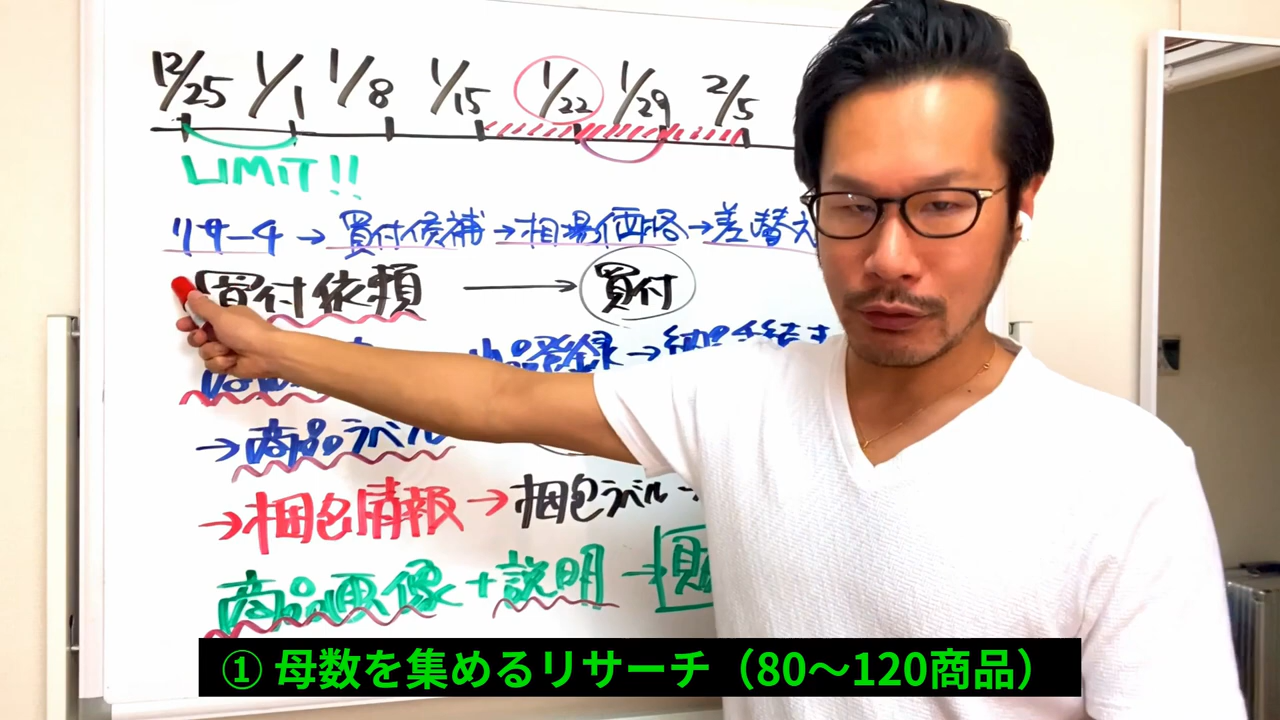 12/25 1/1 1/8 1/15 1/22 1/29 2/5
LIMIT!!
リサーチ→買付候補→相場価格→差替え
買付依頼 → 買付
品登録→納品手続き
→商品ラベル
→梱包情報→梱包ラベル→
商品画像+説明→販
① 母数を集めるリサーチ（80～120商品）